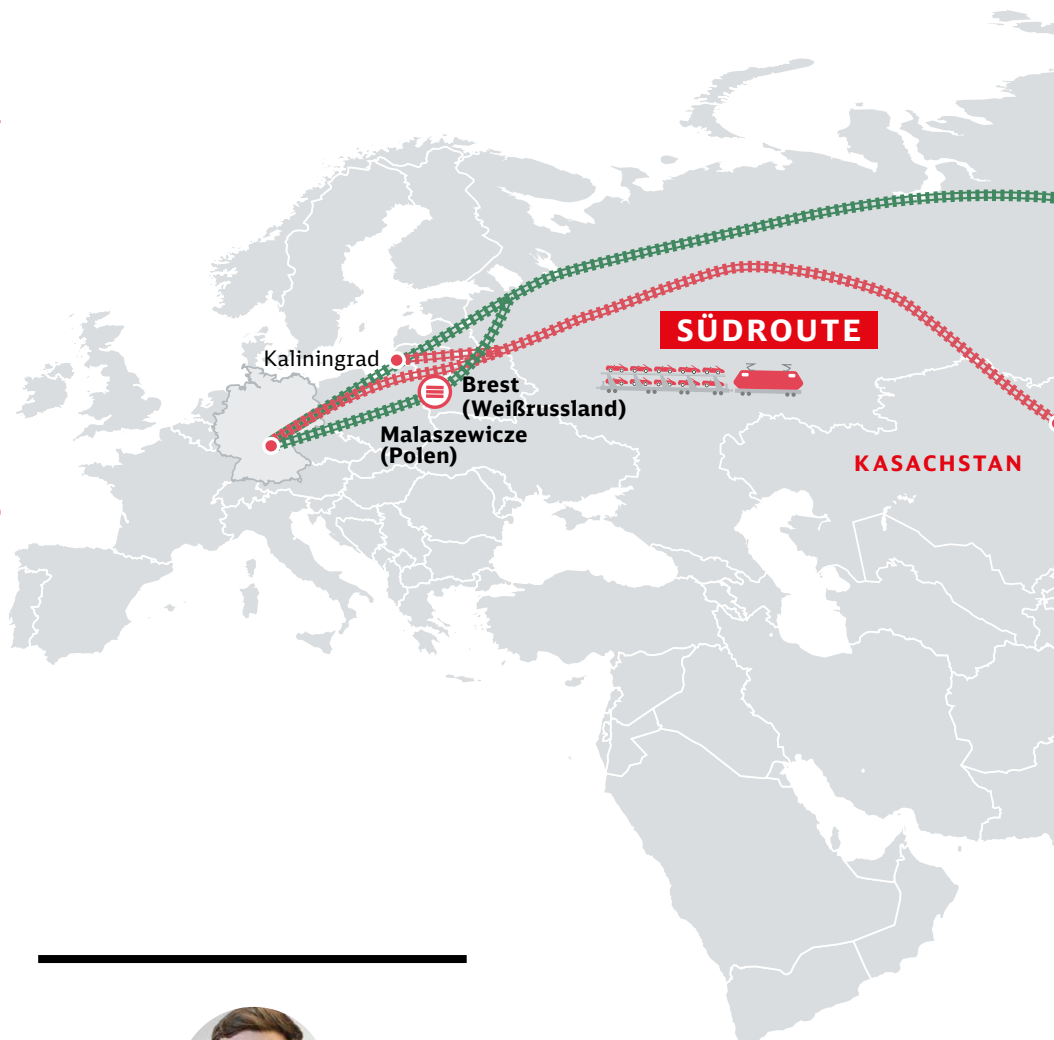 SÜDROUTE
Kaliningrad
Brest
(Weißrussland)
Malaszewicze
(Polen)
KASACHSTAN